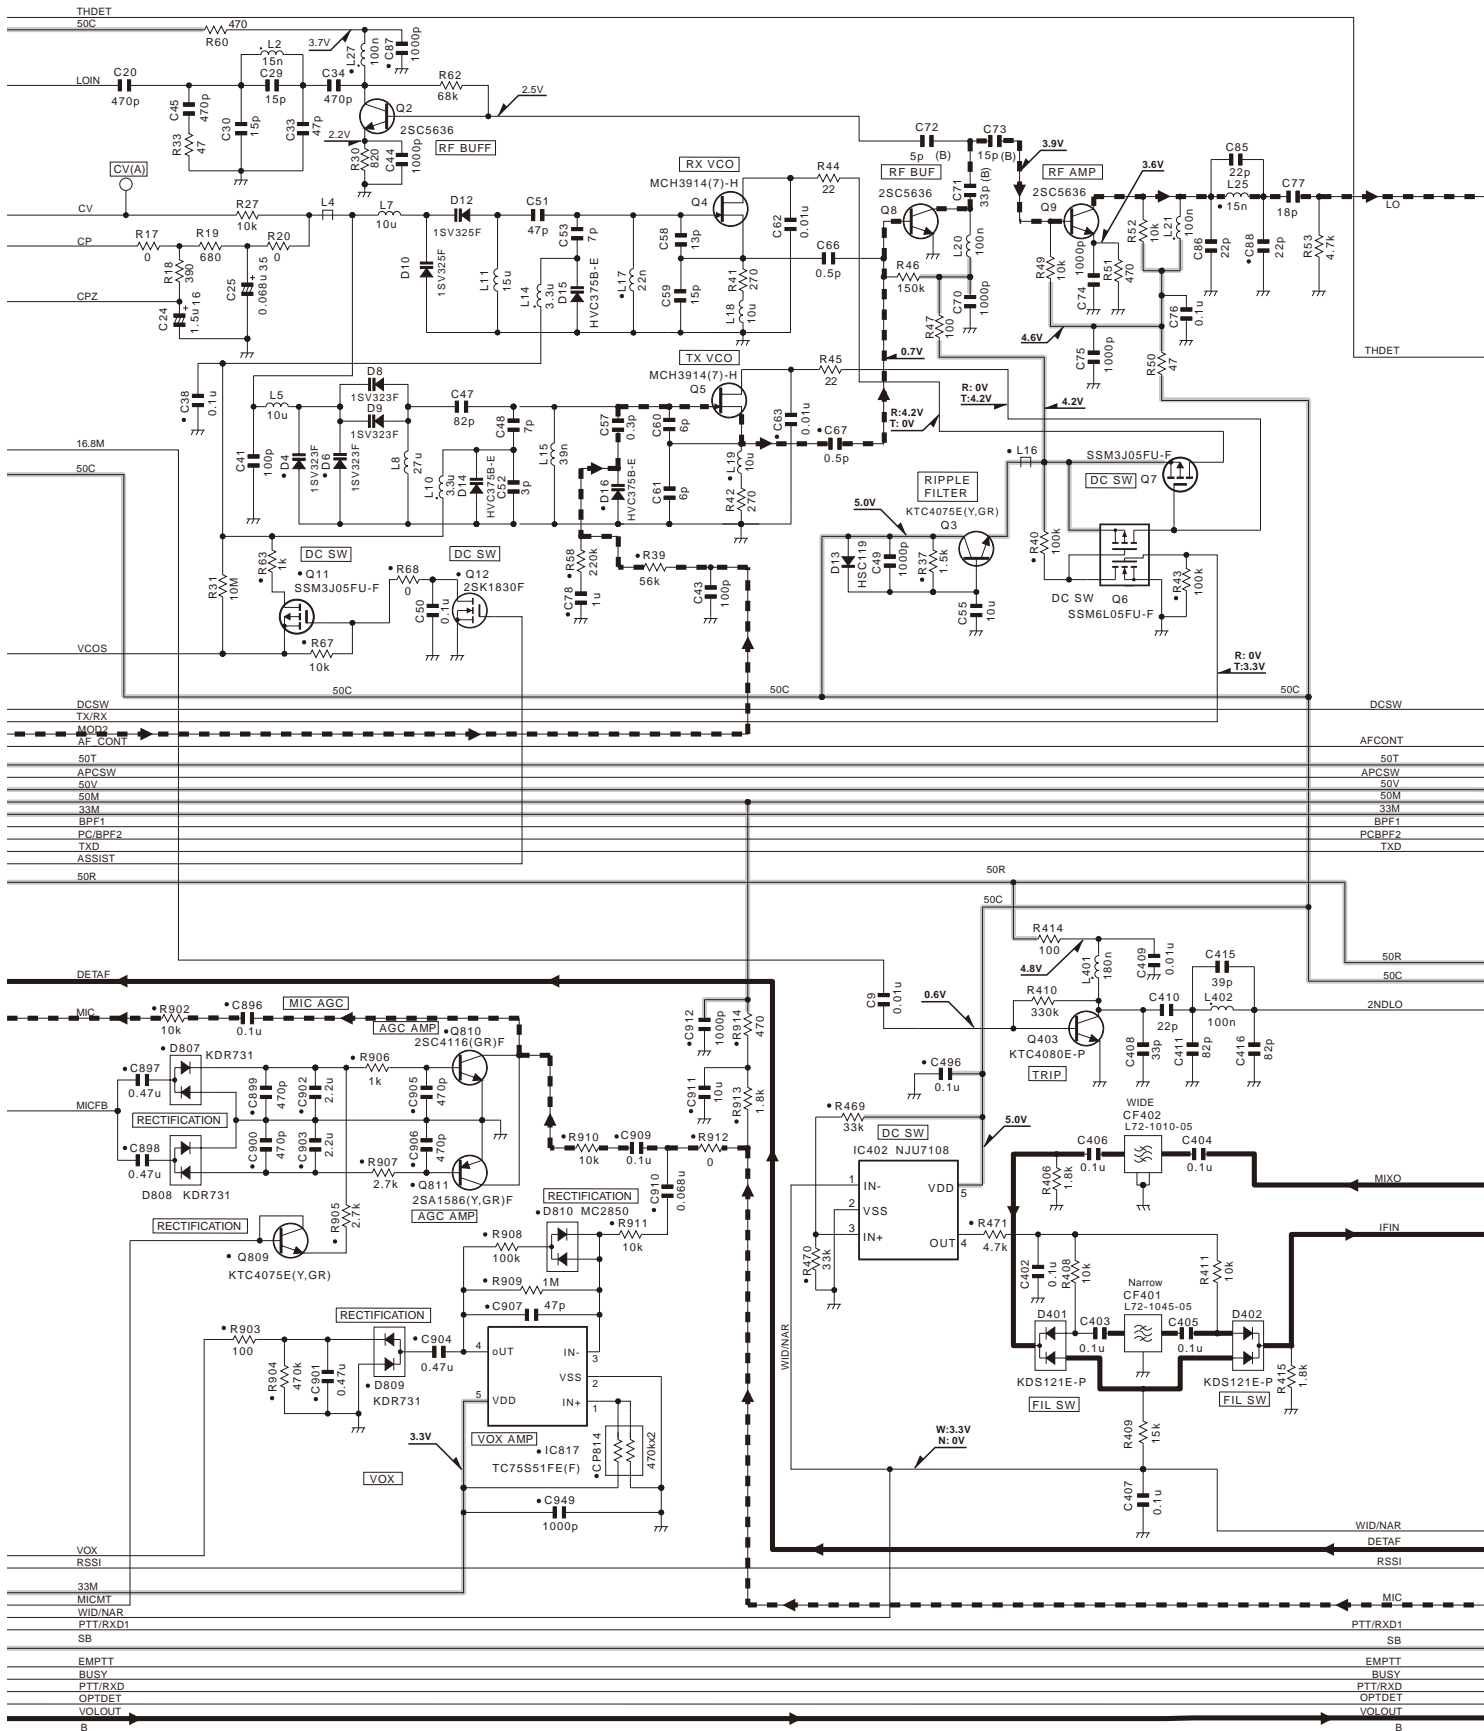 THDET
50C
470
R60
L2
15n
3.7V
L27
100n
C87
1000p
LOIN
C20
470p
C29
15p
C34
470p
R62
68k
2.5V
C45
470p
R33
47
C30
15p
C33
47p
Q2
2SC5636
RF BUFF
2.2V
R30
820
C44
1000p
CV(A)
CV
R27
10k
L4
L7
10u
D12
1SV325F
C51
47p
CP
R17
0
R19
680
R20
0
R18
390
C25
0.068u 35
+
CPZ
C24
1.5u 16
+
D10
1SV325F
L11
15u
L14
3.3u
C53
7p
D15
HVC375B-E
L17
22n
C58
13p
C59
15p
RX VCO
MCH3914(7)-H
Q4
R41
270
L18
10u
C62
0.01u
R44
22
C66
0.5p
C72
5p (B)
C73
15p (B)
RF BUF
2SC5636
Q8
C71
33p (B)
L20
100n
R46
150k
C70
1000p
R47
100
3.9V
RF AMP
2SC5636
Q9
3.6V
R49
10k
C74
1000p
R51
470
R52
10k
L21
100n
C76
0.1u
C75
1000p
4.6V
R50
47
C85
22p
L25
15n
C86
22p
C88
22p
C77
18p
R53
4.7k
LO
THDET
C38
0.1u
L5
10u
D8
1SV323F
D9
1SV323F
C47
82p
C48
7p
C41
100p
D4
1SV323F
D6
1SV323F
L8
27u
L10
3.3u
D14
HVC375B-E
C52
3p
L15
39n
C57
0.3p
C60
6p
D16
HVC375B-E
C61
6p
TX VCO
MCH3914(7)-H
Q5
L19
10u
R42
270
C63
0.01u
R45
22
C67
0.5p
0.7V
R:4.2V
T: 0V
R: 0V
T:4.2V
4.2V
16.8M
50C
RIPPLE
FILTER
KTC4075E(Y,GR)
Q3
5.0V
L16
SSM3J05FU-F
DC SW
Q7
D13
HSC119
C49
1000p
R37
1.5k
C55
10u
R40
100k
DC SW
Q6
SSM6L05FU-F
R43
100k
R31
10M
R63
1k
DC SW
Q11
SSM3J05FU-F
R68
0
C50
0.1u
DC SW
Q12
2SK1830F
R67
10k
R58
220k
C78
1u
R39
56k
C43
100p
VCOS
R: 0V
T:3.3V
50C
50C
50C
DCSW
DCSW
TX/RX
MOD2
AF_CONT
AFCONT
50T
50T
APCSW
APCSW
50V
50V
50M
50M
33M
33M
BPF1
BPF1
PC/BPF2
PCBPF2
TXD
TXD
ASSIST
50R
50R
50C
R414
100
4.8V
L401
180n
C409
0.01u
C415
39p
50R
50C
DETAF
C9
0.01u
0.6V
R410
330k
Q403
KTC4080E-P
TRIP
C410
22p
L402
100n
2NDLO
C408
33p
C411
82p
C416
82p
MIC
R902
10k
C896
0.1u
MIC AGC
AGC AMP
Q810
2SC4116(GR)F
C912
1000p
R914
470
C911
10u
R913
1.8k
D807
KDR731
C897
0.47u
R906
1k
C899
470p
C902
2.2u
C905
470p
MICFB
RECTIFICATION
C898
0.47u
C900
470p
C903
2.2u
C906
470p
R907
2.7k
D808 KDR731
Q811
2SA1586(Y,GR)F
AGC AMP
R910
10k
C909
0.1u
R912
0
C910
0.068u
RECTIFICATION
R905
2.7k
Q809
KTC4075E(Y,GR)
RECTIFICATION
D810 MC2850
R908
100k
R911
10k
R909
1M
C907
47p
C496
0.1u
R469
33k
DC SW
5.0V
IC402 NJU7108
1
IN-
VDD
5
2
VSS
3
IN+
OUT
4
R470
33k
R471
4.7k
WIDE
CF402
L72-1010-05
C406
0.1u
C404
0.1u
R406
1.8k
MIXO
IFIN
C402
0.1u
R408
10k
R411
10k
Narrow
CF401
L72-1045-05
D401
C403
0.1u
C405
0.1u
D402
KDS121E-P
FIL SW
KDS121E-P
FIL SW
R415
1.8k
R903
100
RECTIFICATION
C904
0.47u
R904
470k
C901
0.47u
D809
KDR731
4
oUT
IN-
3
VSS
2
5
VDD
IN+
1
VOX AMP
IC817
TC75S51FE(F)
CP814
470kx2
3.3V
VOX
C949
1000p
WID/NAR
W:3.3V
N: 0V
R409
15k
C407
0.1u
WID/NAR
VOX
DETAF
RSSI
RSSI
33M
MICMT
MIC
WID/NAR
PTT/RXD1
PTT/RXD1
SB
SB
EMPTT
EMPTT
BUSY
BUSY
PTT/RXD
PTT/RXD
OPTDET
OPTDET
VOLOUT
VOLOUT
B
B